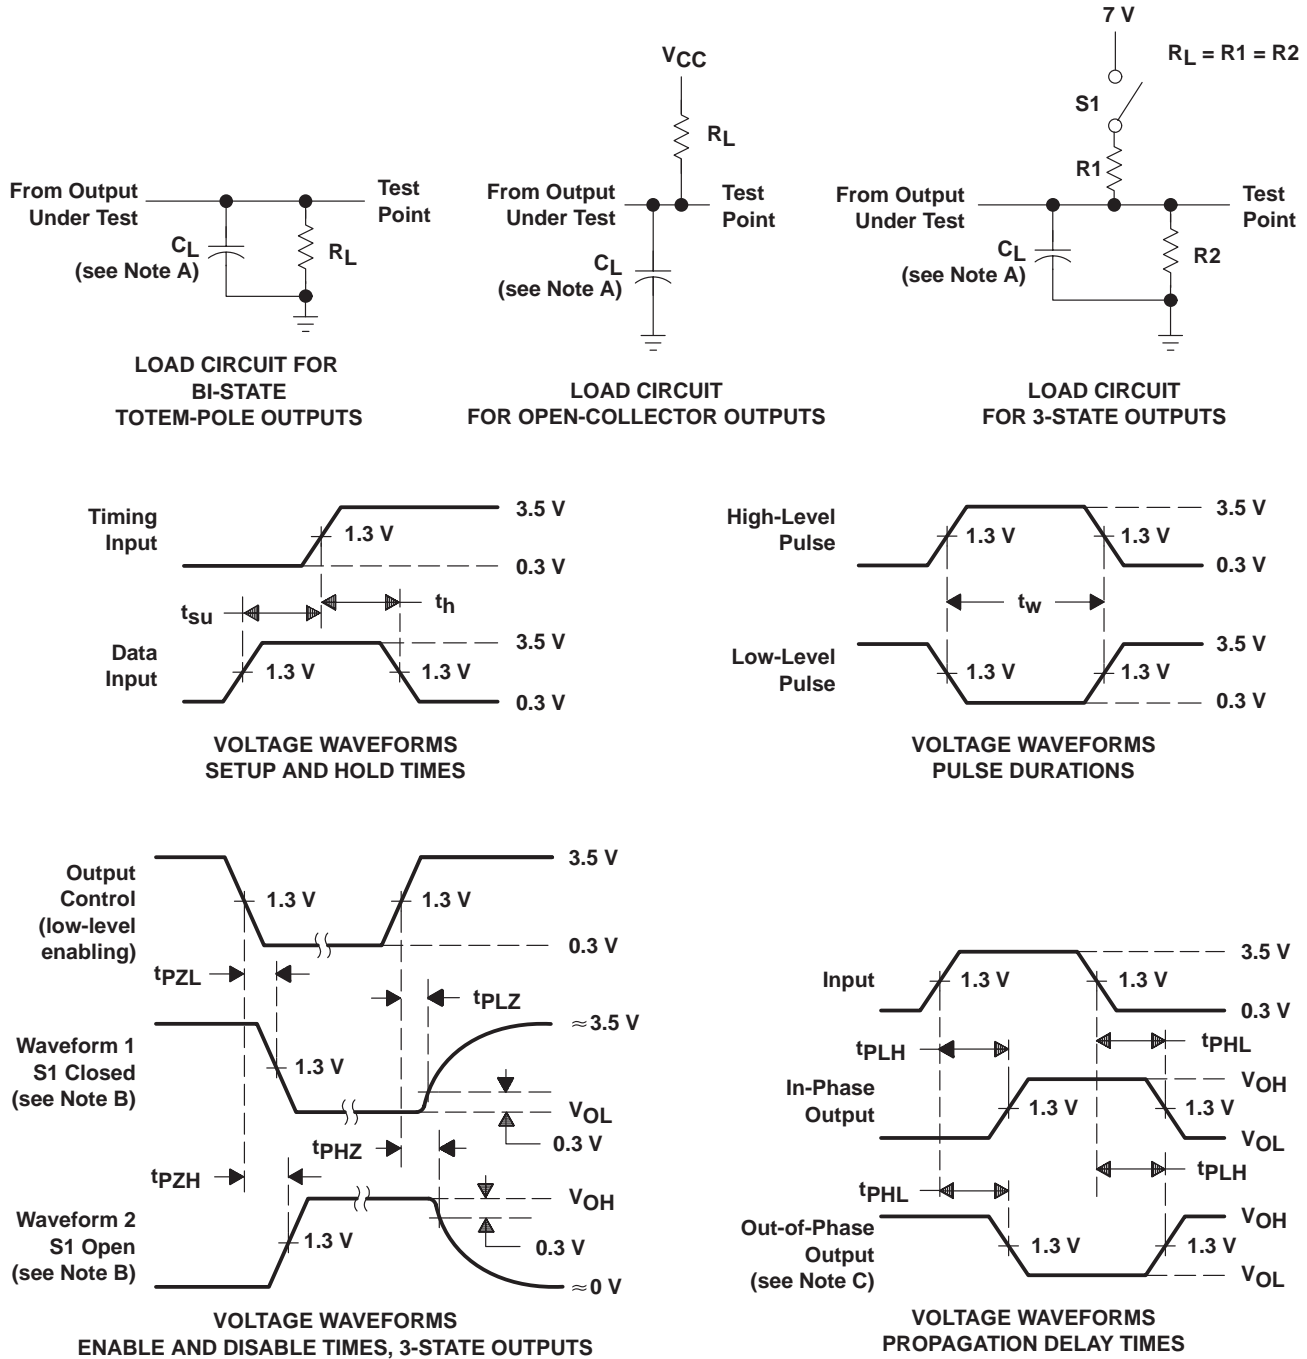 7 V
RL = R1 = R2
S1
R1
VCC
RL
From Output
Under Test
Test
Point
CL
(see Note A)
RL
From Output
Under Test
Test
Point
CL
(see Note A)
From Output
Under Test
Test
Point
CL
(see Note A)
R2
LOAD CIRCUIT FOR
BI-STATE
TOTEM-POLE OUTPUTS
LOAD CIRCUIT
FOR OPEN-COLLECTOR OUTPUTS
LOAD CIRCUIT
FOR 3-STATE OUTPUTS
Timing
Input
1.3 V
3.5 V
0.3 V
tsu
th
Data
Input
1.3 V
1.3 V
3.5 V
0.3 V
VOLTAGE WAVEFORMS
SETUP AND HOLD TIMES
High-Level
Pulse
1.3 V
1.3 V
3.5 V
0.3 V
tw
Low-Level
Pulse
1.3 V
1.3 V
3.5 V
0.3 V
VOLTAGE WAVEFORMS
PULSE DURATIONS
Output
Control
(low-level
enabling)
1.3 V
1.3 V
3.5 V
0.3 V
tPZL
tPLZ
Waveform 1
S1 Closed
(see Note B)
1.3 V
≈3.5 V
VOL
0.3 V
tPHZ
tPZH
Waveform 2
S1 Open
(see Note B)
1.3 V
VOH
0.3 V
≈0 V
VOLTAGE WAVEFORMS
ENABLE AND DISABLE TIMES, 3-STATE OUTPUTS
Input
1.3 V
1.3 V
3.5 V
0.3 V
tPLH
tPHL
In-Phase
Output
1.3 V
1.3 V
VOH
VOL
tPHL
tPLH
Out-of-Phase
Output
(see Note C)
1.3 V
1.3 V
VOH
VOL
VOLTAGE WAVEFORMS
PROPAGATION DELAY TIMES